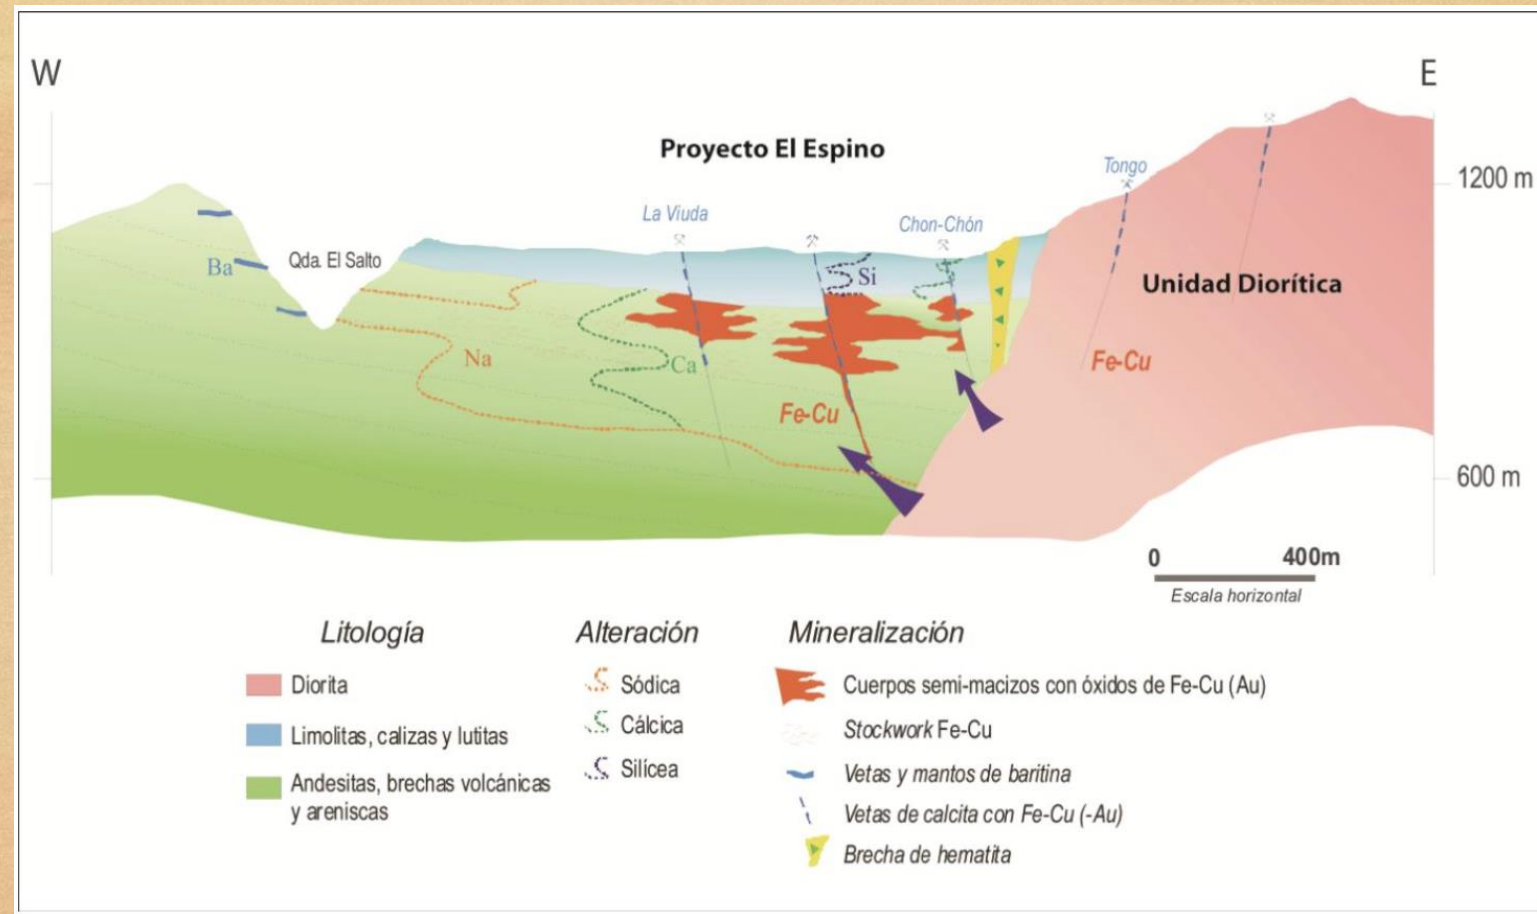 W
E
Proyecto El Espino
Tongo
1200 m
La Viuda
Chon-Chón
Ba
Qda. El Salto
Si
Unidad Diorítica
Na
Ca
Fe-Cu
Fe-Cu
600 m
0 400m
Escala horizontal
Litología
Diorita
Limolitas, calizas y lutitas
Andesitas, brechas volcánicas
y areniscas
Alteración
Sódica
Cálcica
Silícea
Mineralización
Cuerpos semi-macizos con óxidos de Fe-Cu (Au)
Stockwork Fe-Cu
Vetas y mantos de baritina
Vetas de calcita con Fe-Cu (-Au)
Brecha de hematita